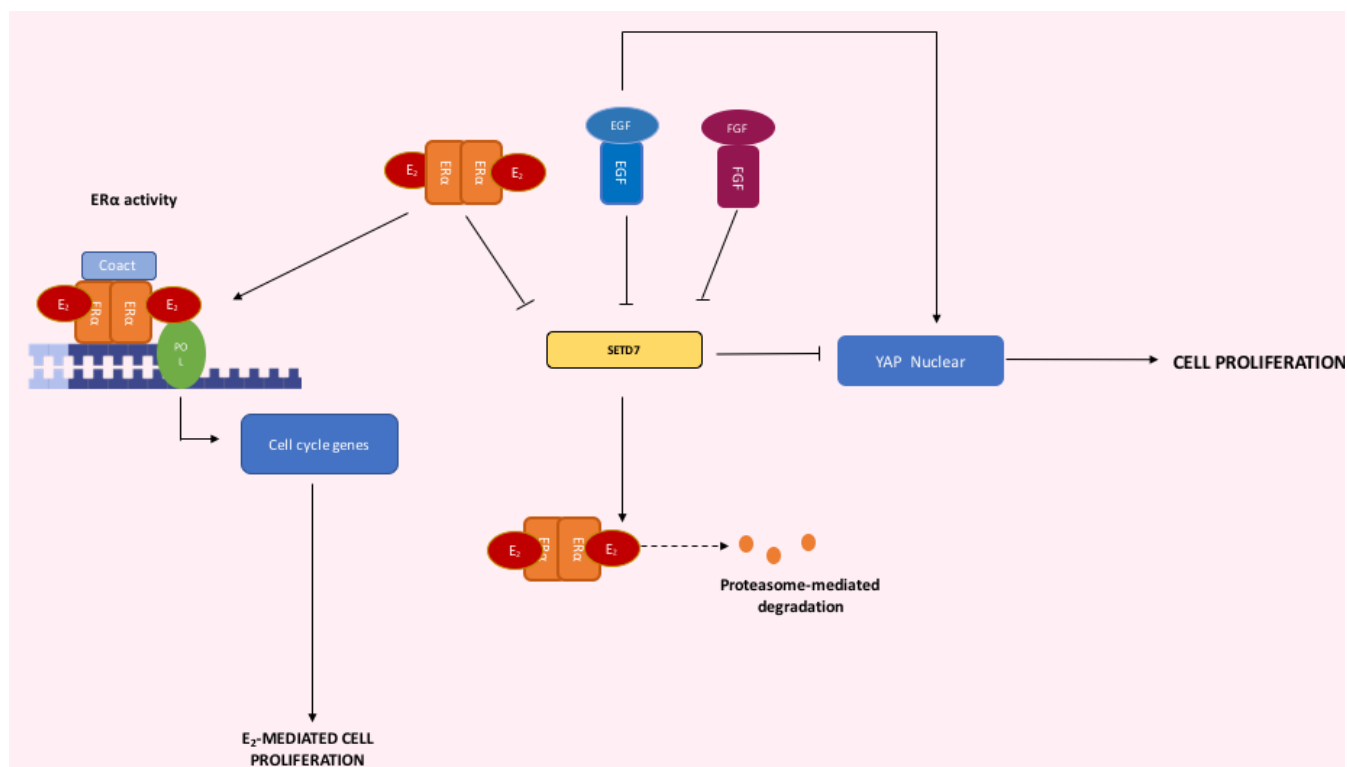 EGF
FGF
EGF
FGF
E₂
ERα
ERα
E₂
ERα activity
Coact
E₂
ERα
ERα
E₂
PO
L
SETD7
YAP Nuclear
CELL PROLIFERATION
Cell cycle genes
E₂
ERα
ERα
E₂
Proteasome-mediated
degradation
E₂-MEDIATED CELL
PROLIFERATION